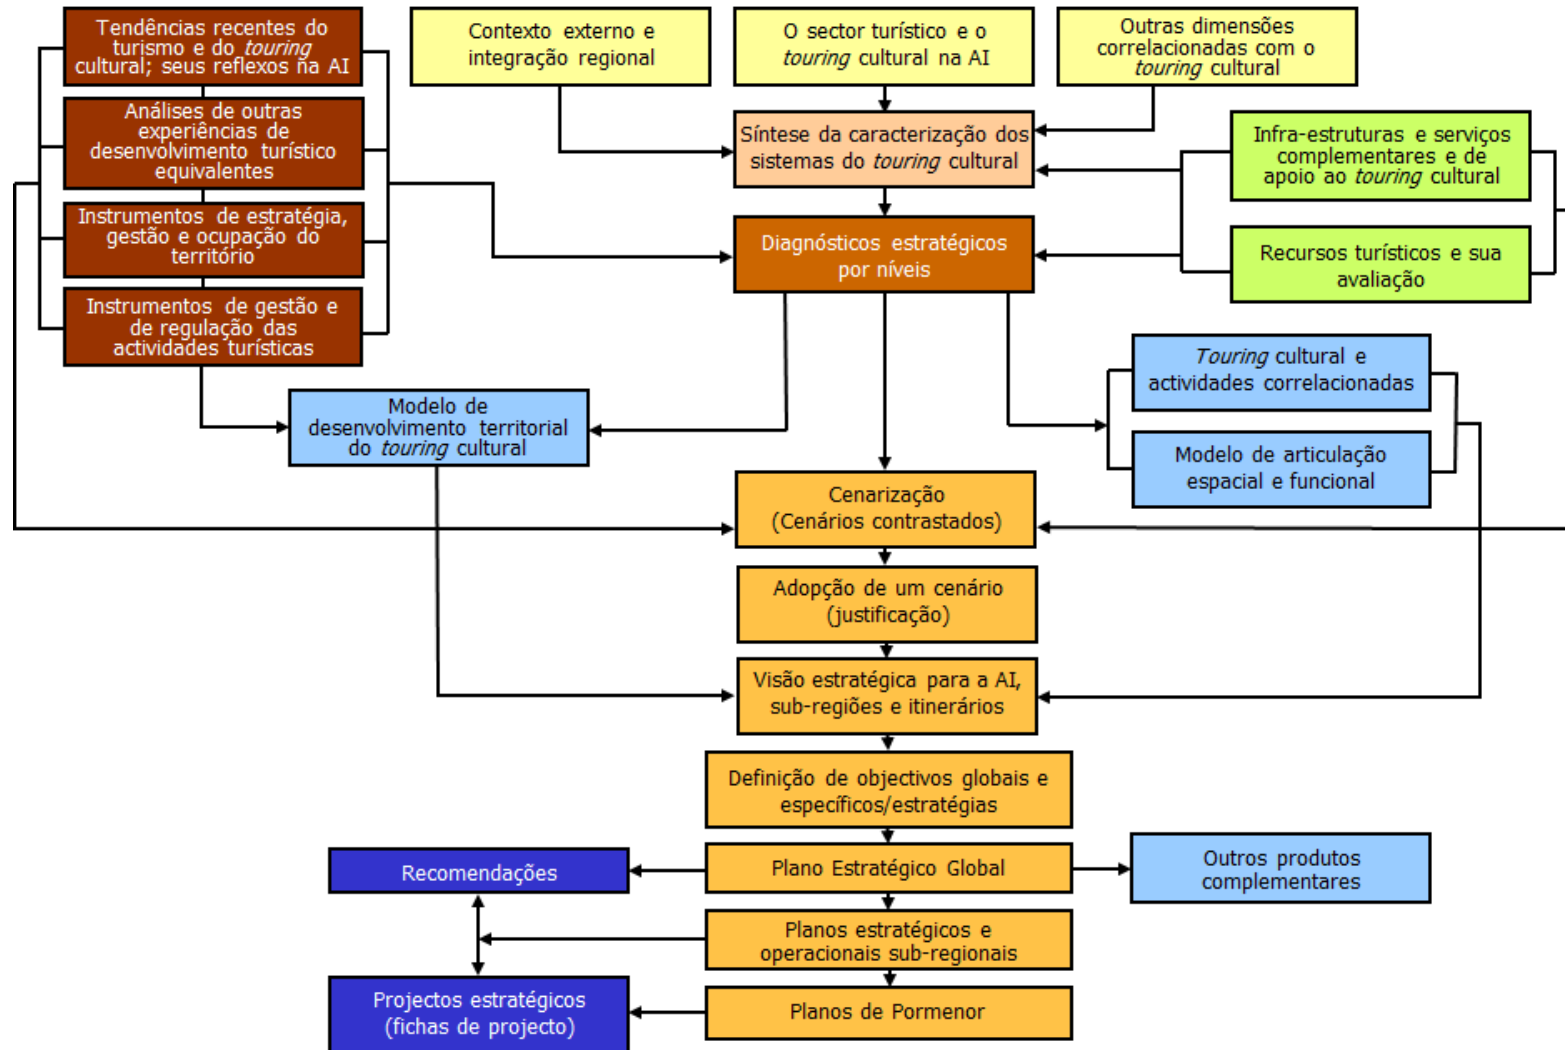 Tendências recentes do
turismo e do touring
cultural; seus reflexos na AI
Contexto externo e
integração regional
O sector turístico e o
touring cultural na AI
Outras dimensões
correlacionadas com o
touring cultural
Análises de outras
experiências de
desenvolvimento turístico
equivalentes
Síntese da caracterização dos
sistemas do touring cultural
Infra-estruturas e serviços
complementares e de
apoio ao touring cultural
Instrumentos de estratégia,
gestão e ocupação do
território
Diagnósticos estratégicos
por níveis
Recursos turísticos e sua
avaliação
Instrumentos de gestão e
de regulação das
actividades turísticas
Touring cultural e
actividades correlacionadas
Modelo de
desenvolvimento territorial
do touring cultural
Modelo de articulação
espacial e funcional
Cenarização
(Cenários contrastados)
Adopção de um cenário
(justificação)
Visão estratégica para a AI,
sub-regiões e itinerários
Definição de objectivos globais e
específicos/estratégias
Recomendações
Plano Estratégico Global
Outros produtos
complementares
Planos estratégicos e
operacionais sub-regionais
Projectos estratégicos
(fichas de projecto)
Planos de Pormenor